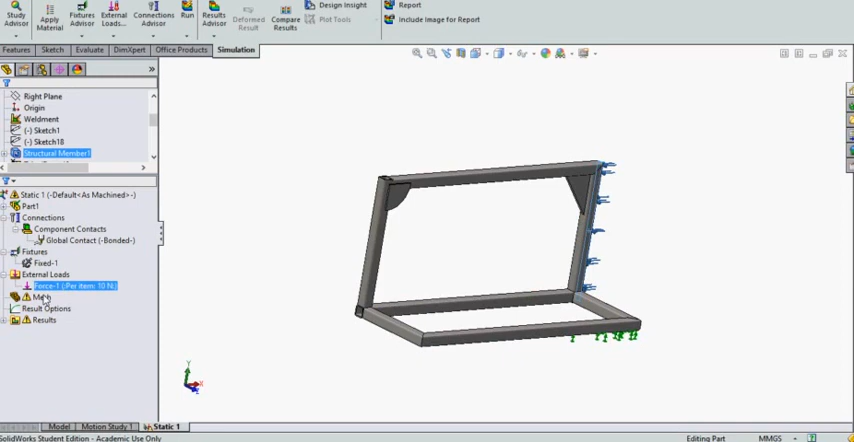 Study Advisor
Apply Material
Fixtures Advisor
External Loads...
Connections Advisor
Run
Results Advisor
Deformed Result
Compare Results
Design Insight
Plot Tools
Report
Include Image for Report
Features
Sketch
Evaluate
DimXpert
Office Products
Simulation
Right Plane
Origin
Weldment
(-) Sketch1
(-) Sketch18
Structural Member1
Static 1 (-Default<As Machined>-)
Part1
Connections
Component Contacts
Global Contact (-Bonded-)
Fixtures
Fixed-1
External Loads
Force-1 (:Per item: 10 N:)
Result Options
Results
Y
X
Model
Motion Study 1
Static 1
SolidWorks Student Edition - Academic Use Only
Editing Part
MMGS